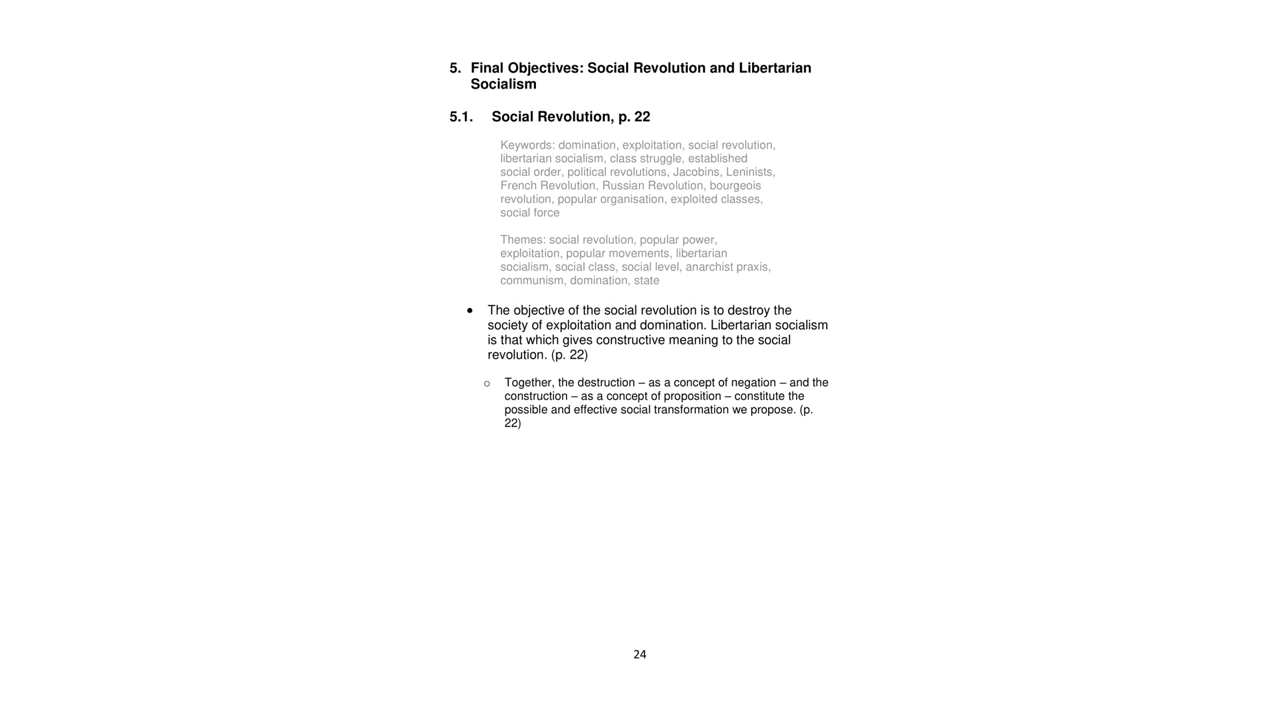 5. Final Objectives: Social Revolution and Libertarian
Socialism
5.1. Social Revolution, p. 22
Keywords: domination, exploitation, social revolution,
libertarian socialism, class struggle, established
social order, political revolutions, Jacobins, Leninists,
French Revolution, Russian Revolution, bourgeois
revolution, popular organisation, exploited classes,
social force
Themes: social revolution, popular power,
exploitation, popular movements, libertarian
socialism, social class, social level, anarchist praxis,
communism, domination, state
• The objective of the social revolution is to destroy the
society of exploitation and domination. Libertarian socialism
is that which gives constructive meaning to the social
revolution. (p. 22)
○ Together, the destruction – as a concept of negation – and the
construction – as a concept of proposition – constitute the
possible and effective social transformation we propose. (p.
22)
24